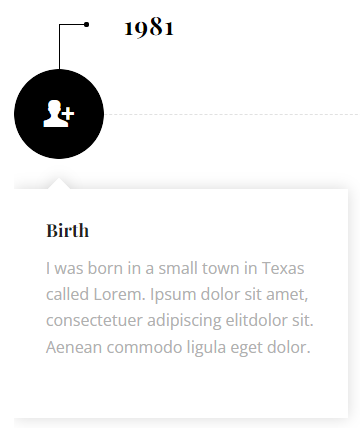 1981
Birth
I was born in a small town in Texas
called Lorem. Ipsum dolor sit amet,
consectetuer adipiscing elitdolor sit.
Aenean commodo ligula eget dolor.